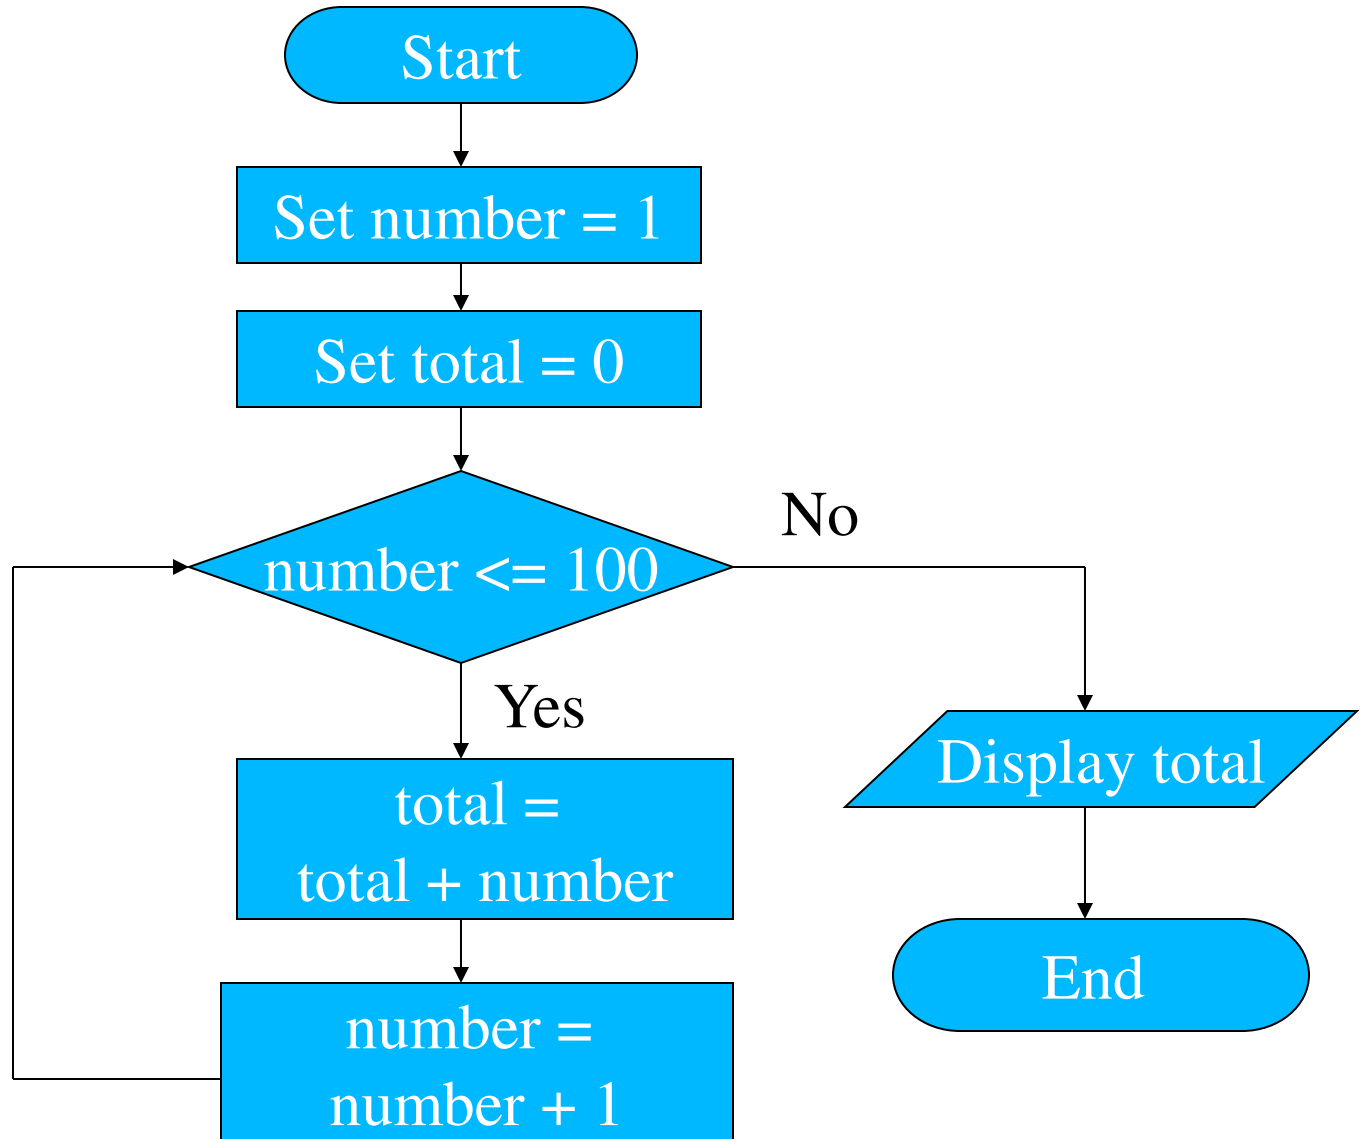 Start
Set number = 1
Set total = 0
number <= 100
No
Yes
total =
total + number
number =
number + 1
Display total
End